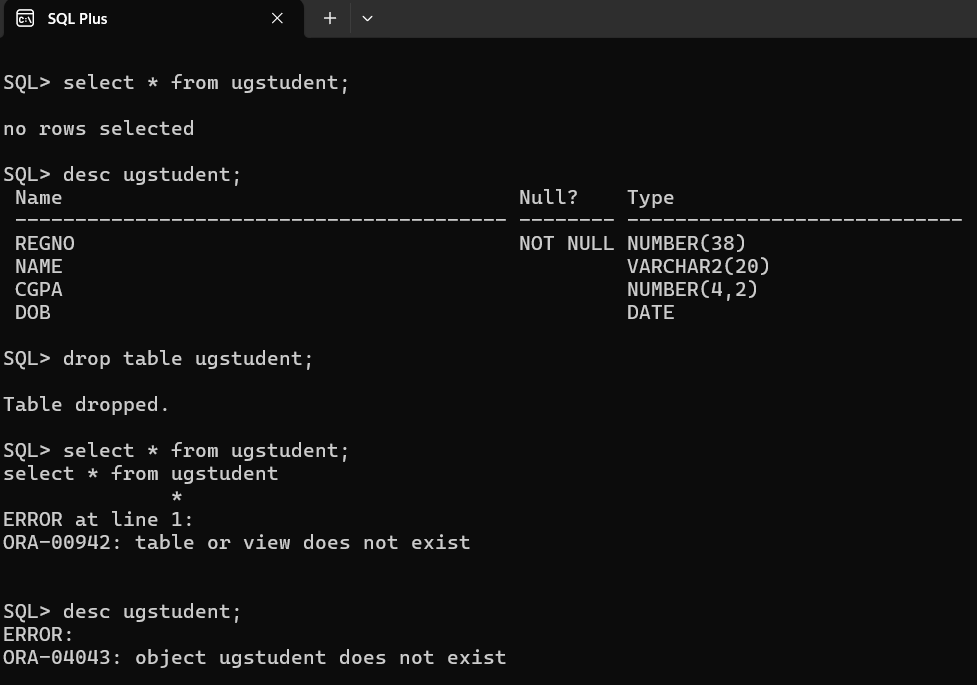 SQL Plus
SQL> select * from ugstudent;
no rows selected
SQL> desc ugstudent;
Name Null? Type
----------------------------------------- -------- ----------------------------
REGNO NOT NULL NUMBER(38)
NAME VARCHAR2(20)
CGPA NUMBER(4,2)
DOB DATE
SQL> drop table ugstudent;
Table dropped.
SQL> select * from ugstudent;
select * from ugstudent
*
ERROR at line 1:
ORA-00942: table or view does not exist
SQL> desc ugstudent;
ERROR:
ORA-04043: object ugstudent does not exist